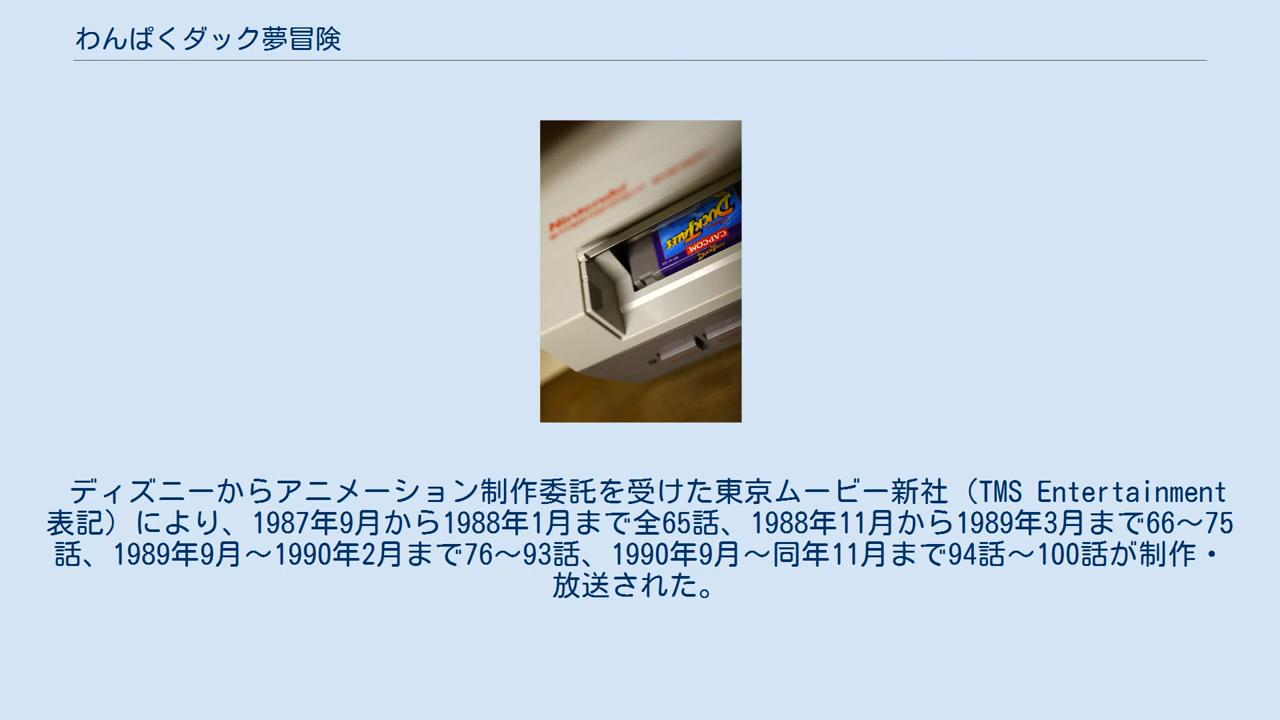 わんぱくダック夢冒険
Nintendo
DUCKTALES
CAPCOM
DUCKTALES
ディズニーからアニメーション制作委託を受けた東京ムービー新社（TMS Entertainment
表記）により、1987年9月から1988年1月まで全65話、1988年11月から1989年3月まで66～75
話、1989年9月～1990年2月まで76～93話、1990年9月～同年11月まで94話～100話が制作・
放送された。